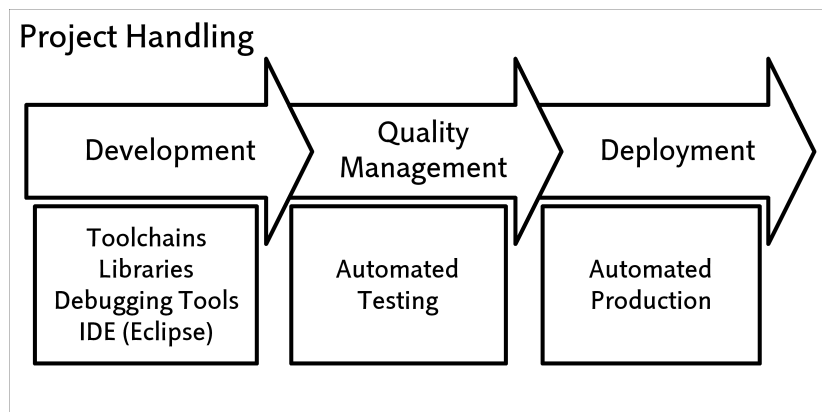 Project Handling
Development
Quality
Management
Deployment
Toolchains
Libraries
Debugging Tools
IDE (Eclipse)
Automated
Testing
Automated
Production